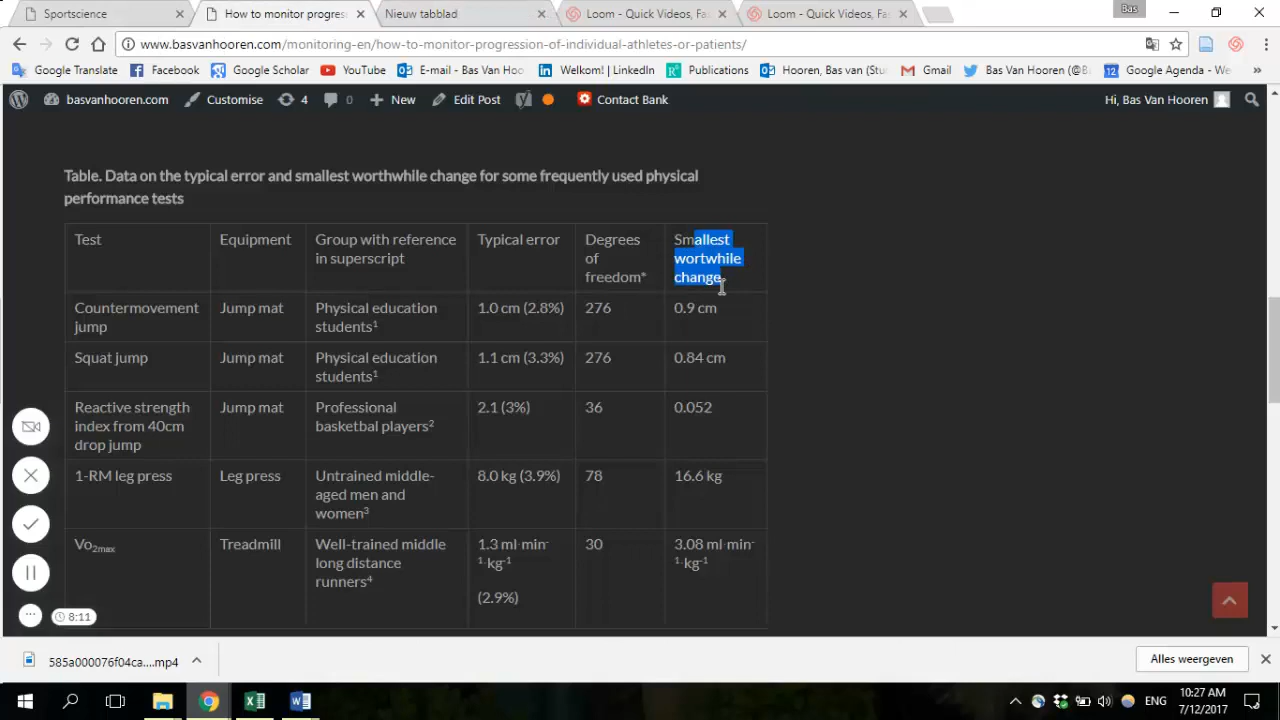 Sportscience
How to monitor progres
Nieuw tabblad
Loom - Quick Videos, Fas
Loom - Quick Videos, Fas
Bas
www.basvanhooren.com/monitoring-en/how-to-monitor-progression-of-individual-athletes-or-patients/
Google Translate
Facebook
Google Scholar
YouTube
E-mail - Bas Van Hoo
Welkom! | LinkedIn
Publications
Hooren, Bas van (Stu
Gmail
Bas Van Hooren (@B
Google Agenda - We
basvanhooren.com
Customise
4
0
New
Edit Post
Contact Bank
Hi, Bas Van Hooren
Table. Data on the typical error and smallest worthwhile change for some frequently used physical
performance tests
Test
Equipment
Group with reference
in superscript
Typical error
Degrees
of
freedom*
Smallest
wortwhile
change
Countermovement
jump
Jump mat
Physical education
students1
1.0 cm (2.8%)
276
0.9 cm
Squat jump
Jump mat
Physical education
students1
1.1 cm (3.3%)
276
0.84 cm
Reactive strength
index from 40cm
drop jump
Jump mat
Professional
basketbal players2
2.1 (3%)
36
0.052
1-RM leg press
Leg press
Untrained middle-
aged men and
women3
8.0 kg (3.9%)
78
16.6 kg
Vo2max
Treadmill
Well-trained middle
long distance
runners4
1.3 ml·min-
1·kg-1
(2.9%)
30
3.08 ml·min-
1·kg-1
8:11
585a000076f04ca....mp4
Alles weergeven
ENG
10:27 AM
7/12/2017